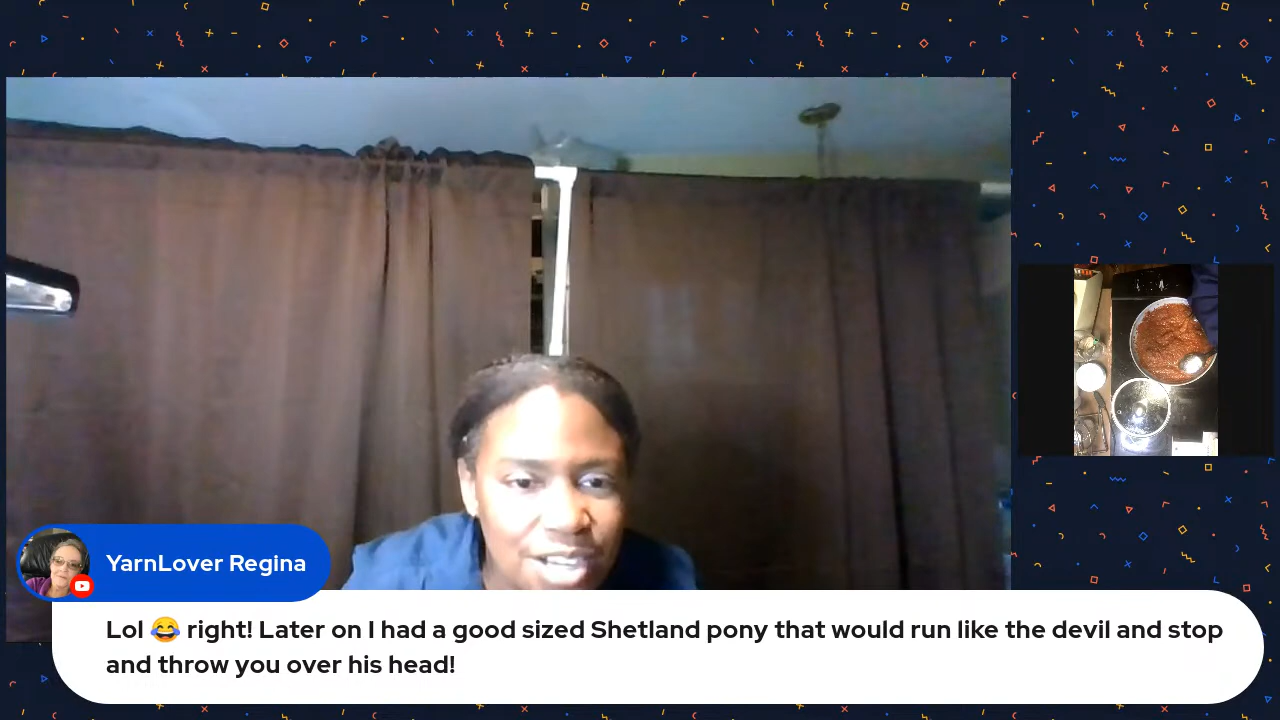 YarnLover Regina
Lol 😂 right! Later on I had a good sized Shetland pony that would run like the devil and stop
and throw you over his head!